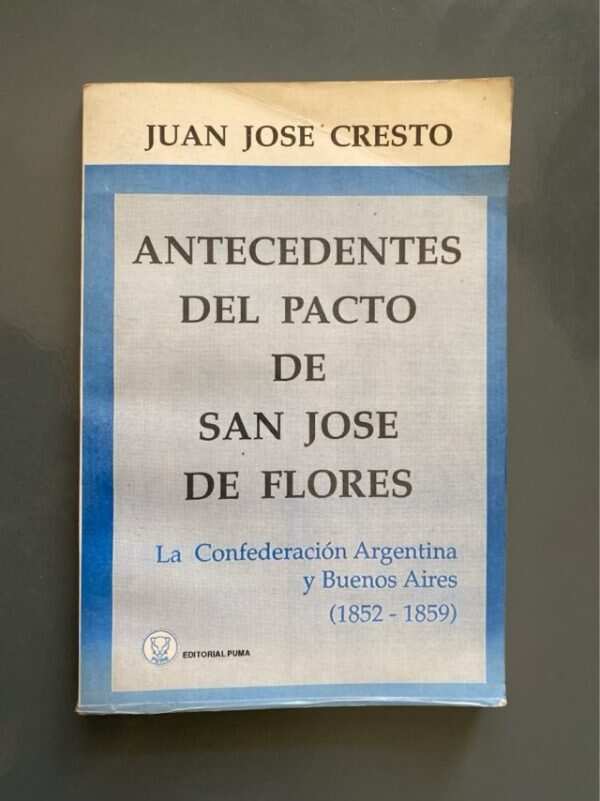 JUAN JOSE CRESTO
ANTECEDENTES
DEL PACTO
DE
SAN JOSE
DE FLORES
La Confederación Argentina
y Buenos Aires
(1852 - 1859)
EDITORIAL PUMA